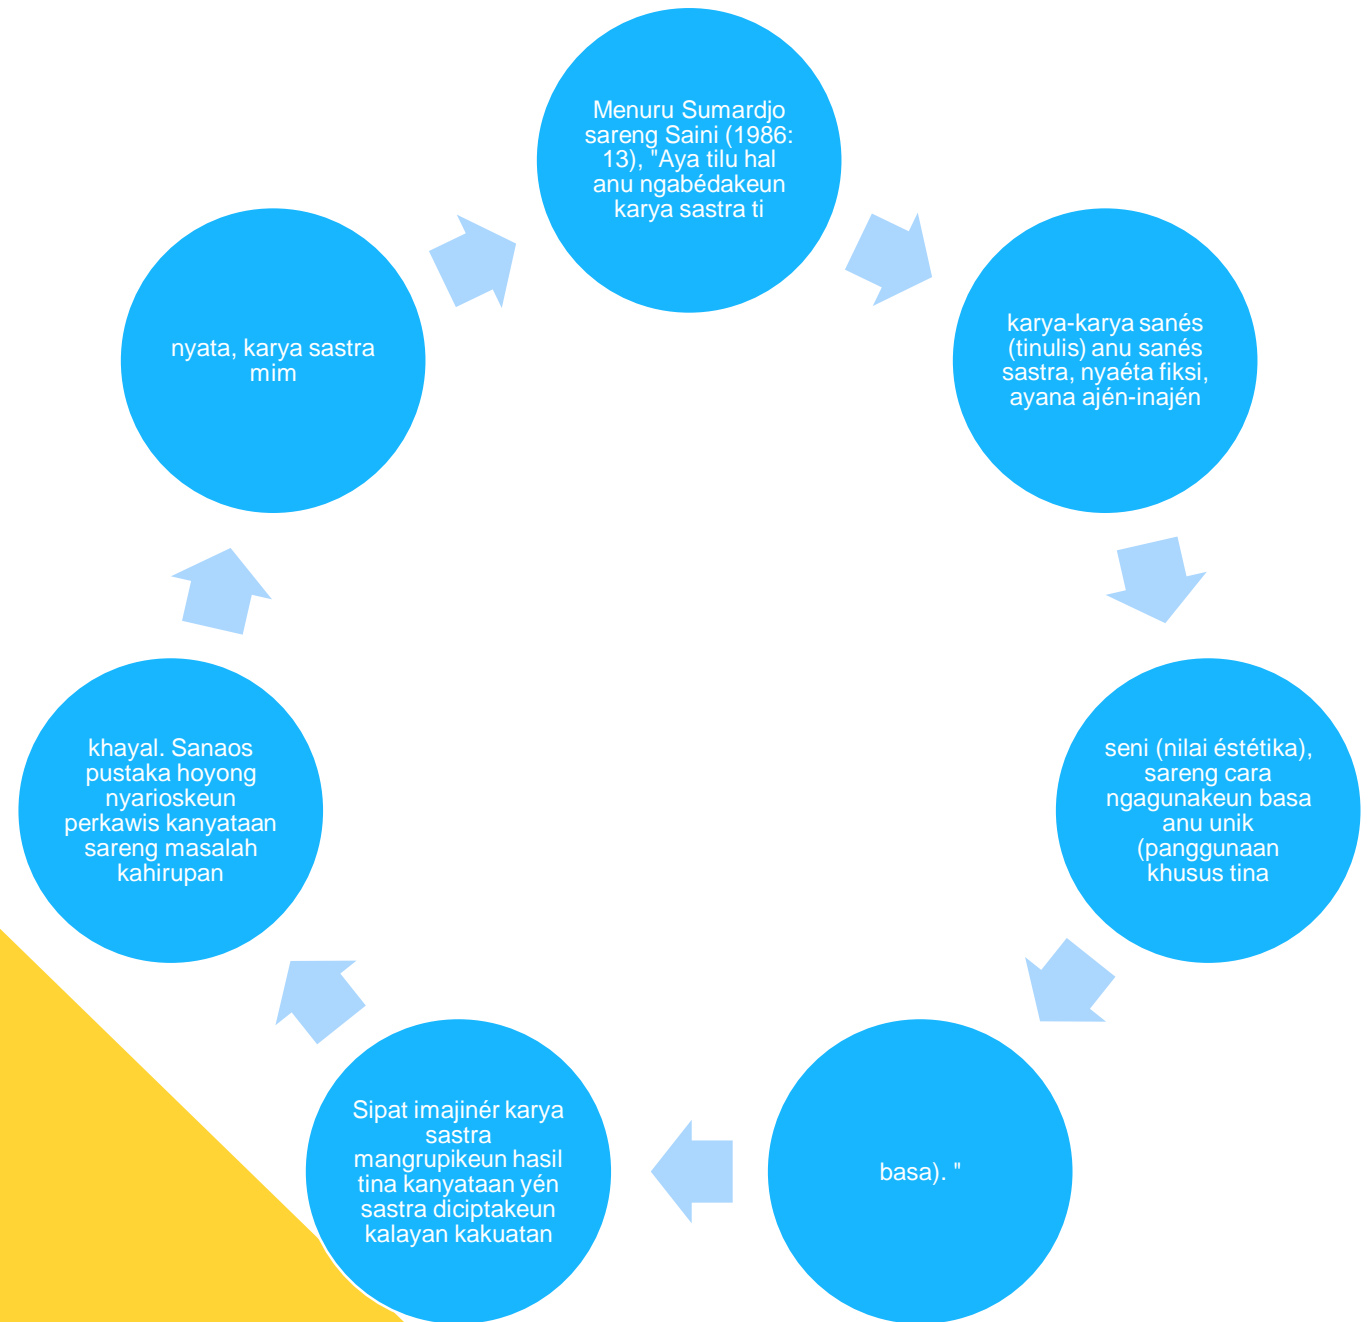 Menuru Sumardjo
sareng Saini (1986:
13), "Aya tilu hal
anu ngabédakeun
karya sastra ti
karya-karya sanés
(tinulis) anu sanés
sastra, nyaéta fiksi,
ayana ajén-inajén
seni (nilai éstétika),
sareng cara
ngagunakeun basa
anu unik
(panggunaan
khusus tina
basa). "
Sipat imajinér karya
sastra
mangrupikeun hasil
tina kanyataan yén
sastra diciptakeun
kalayan kakuatan
khayal. Sanaos
pustaka hoyong
nyarioskeun
perkawis kanyataan
sareng masalah
kahirupan
nyata, karya sastra
mim